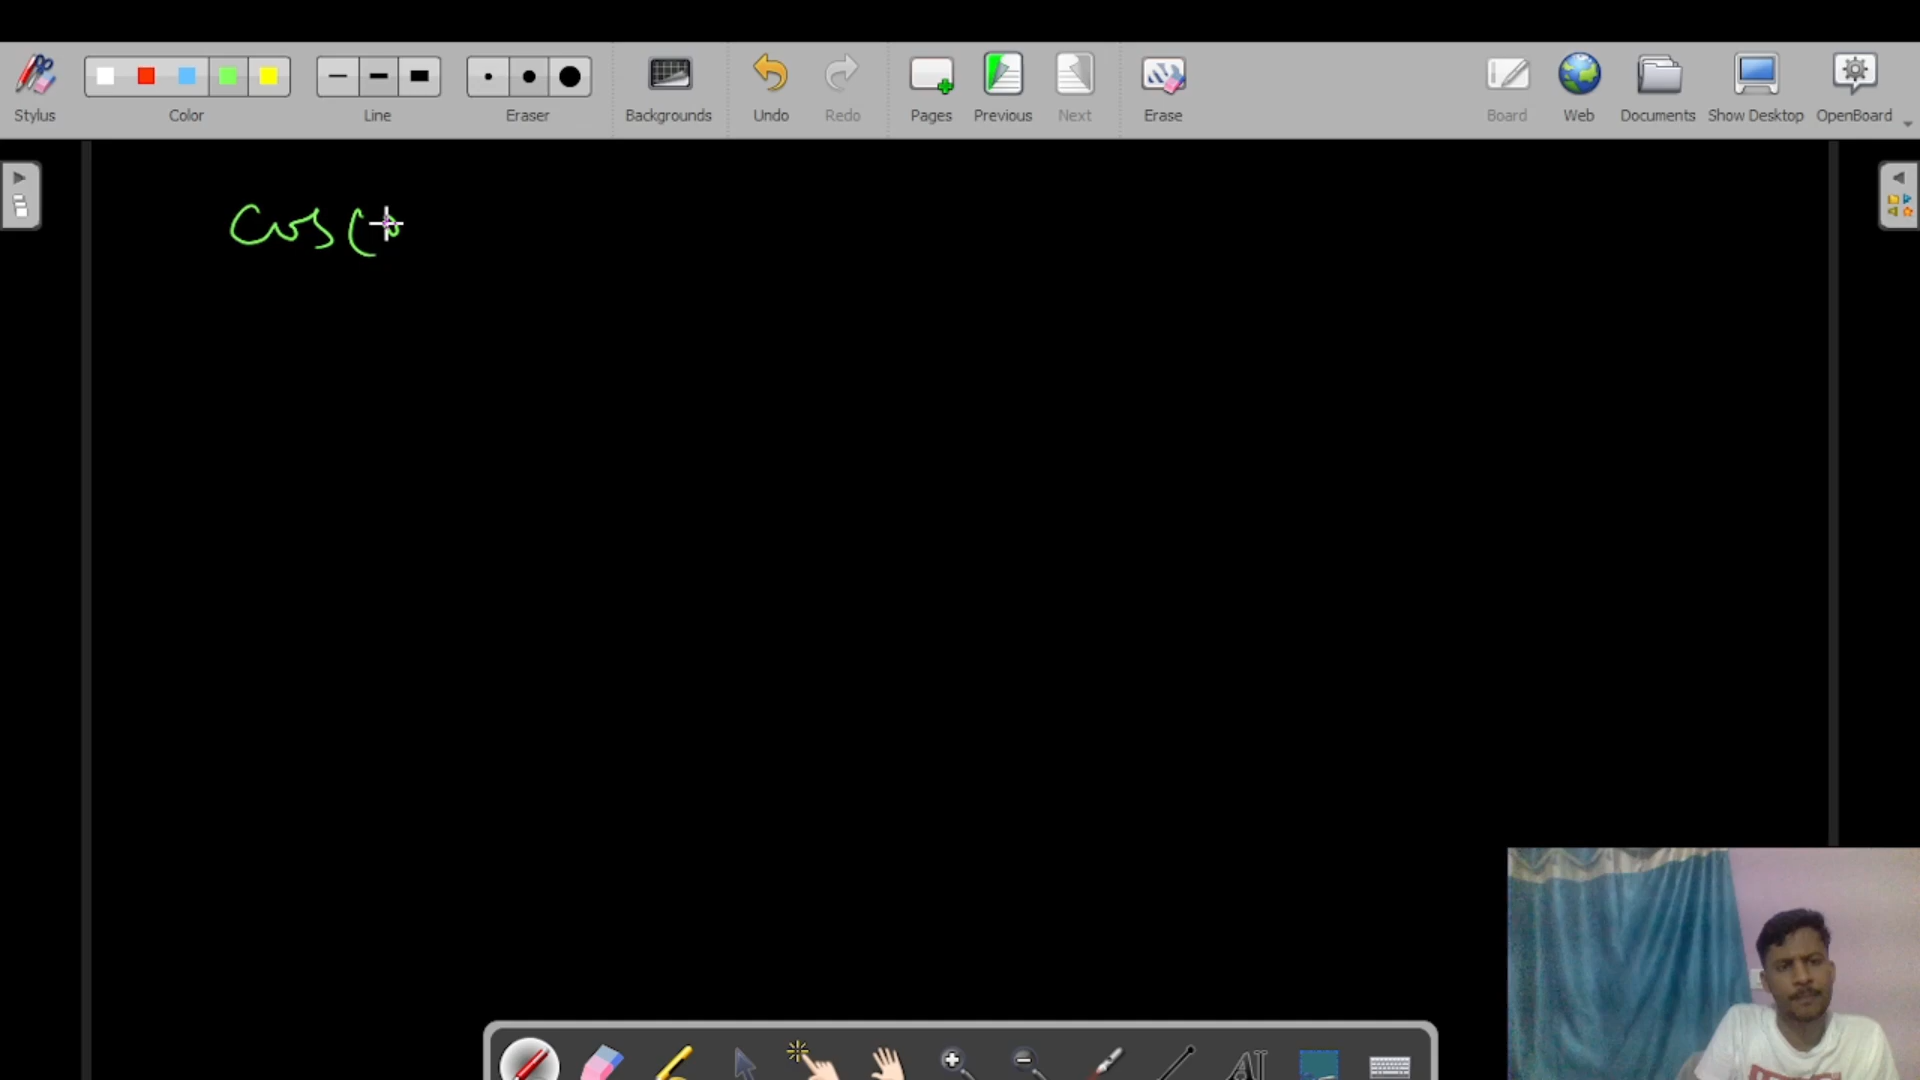 Stylus
Color
Line
Eraser
Backgrounds
Undo
Redo
Pages
Previous
Next
Erase
Board
Web
Documents
Show Desktop
OpenBoard
Cos(